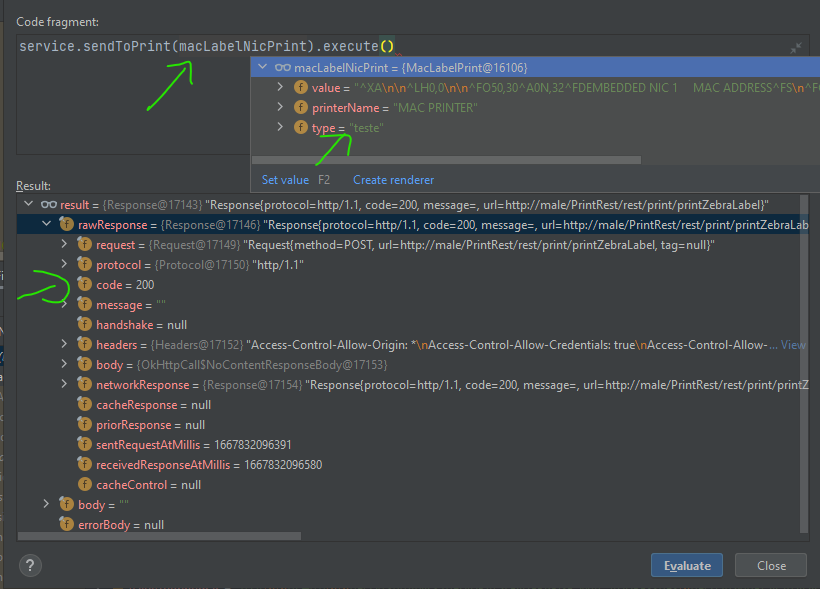 Code fragment:
service.sendToPrint(macLabelNicPrint).execute()
macLabelNicPrint = {MacLabelPrint@16106}
value = "^XA\n\n^LH0,0\n\n^FO50,30^A0N,32^FDEMBEDDED NIC 1 MAC ADDRESS^FS\n^F
printerName = "MAC PRINTER"
type = "teste"
Set value F2 Create renderer
Result:
result = {Response@17143} "Response{protocol=http/1.1, code=200, message=, url=http://male/PrintRest/rest/print/printZebraLabel}"
rawResponse = {Response@17146} "Response{protocol=http/1.1, code=200, message=, url=http://male/PrintRest/rest/print/printZebraLab
request = {Request@17149} "Request{method=POST, url=http://male/PrintRest/rest/print/printZebraLabel, tag=null}"
protocol = {Protocol@17150} "http/1.1"
code = 200
message = ""
handshake = null
headers = {Headers@17152} "Access-Control-Allow-Origin: *\nAccess-Control-Allow-Credentials: true\nAccess-Control-Allow-... View
body = {OkHttpCall$NoContentResponseBody@17153}
networkResponse = {Response@17154} "Response{protocol=http/1.1, code=200, message=, url=http://male/PrintRest/rest/print/printZ
cacheResponse = null
priorResponse = null
sentRequestAtMillis = 1667832096391
receivedResponseAtMillis = 1667832096580
cacheControl = null
body = ""
errorBody = null
?
Evaluate
Close